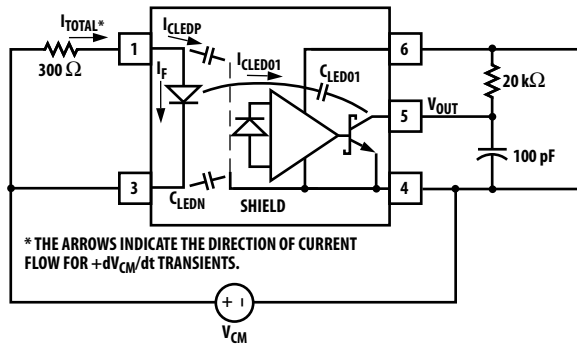 I_TOTAL*
300 Ω
1
I_F
3
I_CLEDP
I_CLED01
C_LED01
C_LEDN
SHIELD
6
5
4
V_OUT
20 kΩ
100 pF
* THE ARROWS INDICATE THE DIRECTION OF CURRENT
FLOW FOR +dV_CM/dt TRANSIENTS.
+ –
V_CM